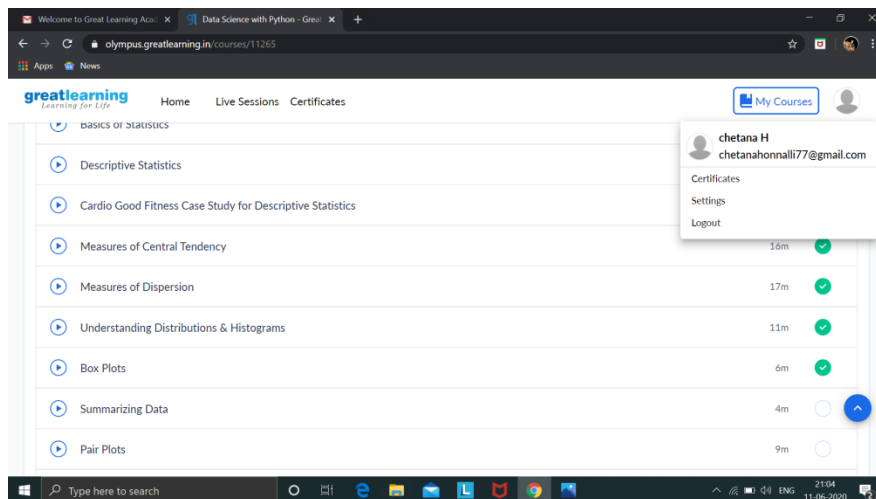 Welcome to Great Learning Acad
Data Science with Python - Great
olympus.greatlearning.in/courses/11265
Apps
News
greatlearning
Learning for Life
Home
Live Sessions
Certificates
My Courses
chetana H
chetanahonnalli77@gmail.com
Certificates
Settings
Logout
Basics of Statistics
Descriptive Statistics
Cardio Good Fitness Case Study for Descriptive Statistics
Measures of Central Tendency
16m
Measures of Dispersion
17m
Understanding Distributions & Histograms
11m
Box Plots
6m
Summarizing Data
4m
Pair Plots
9m
Type here to search
ENG
21:04
11-06-2020